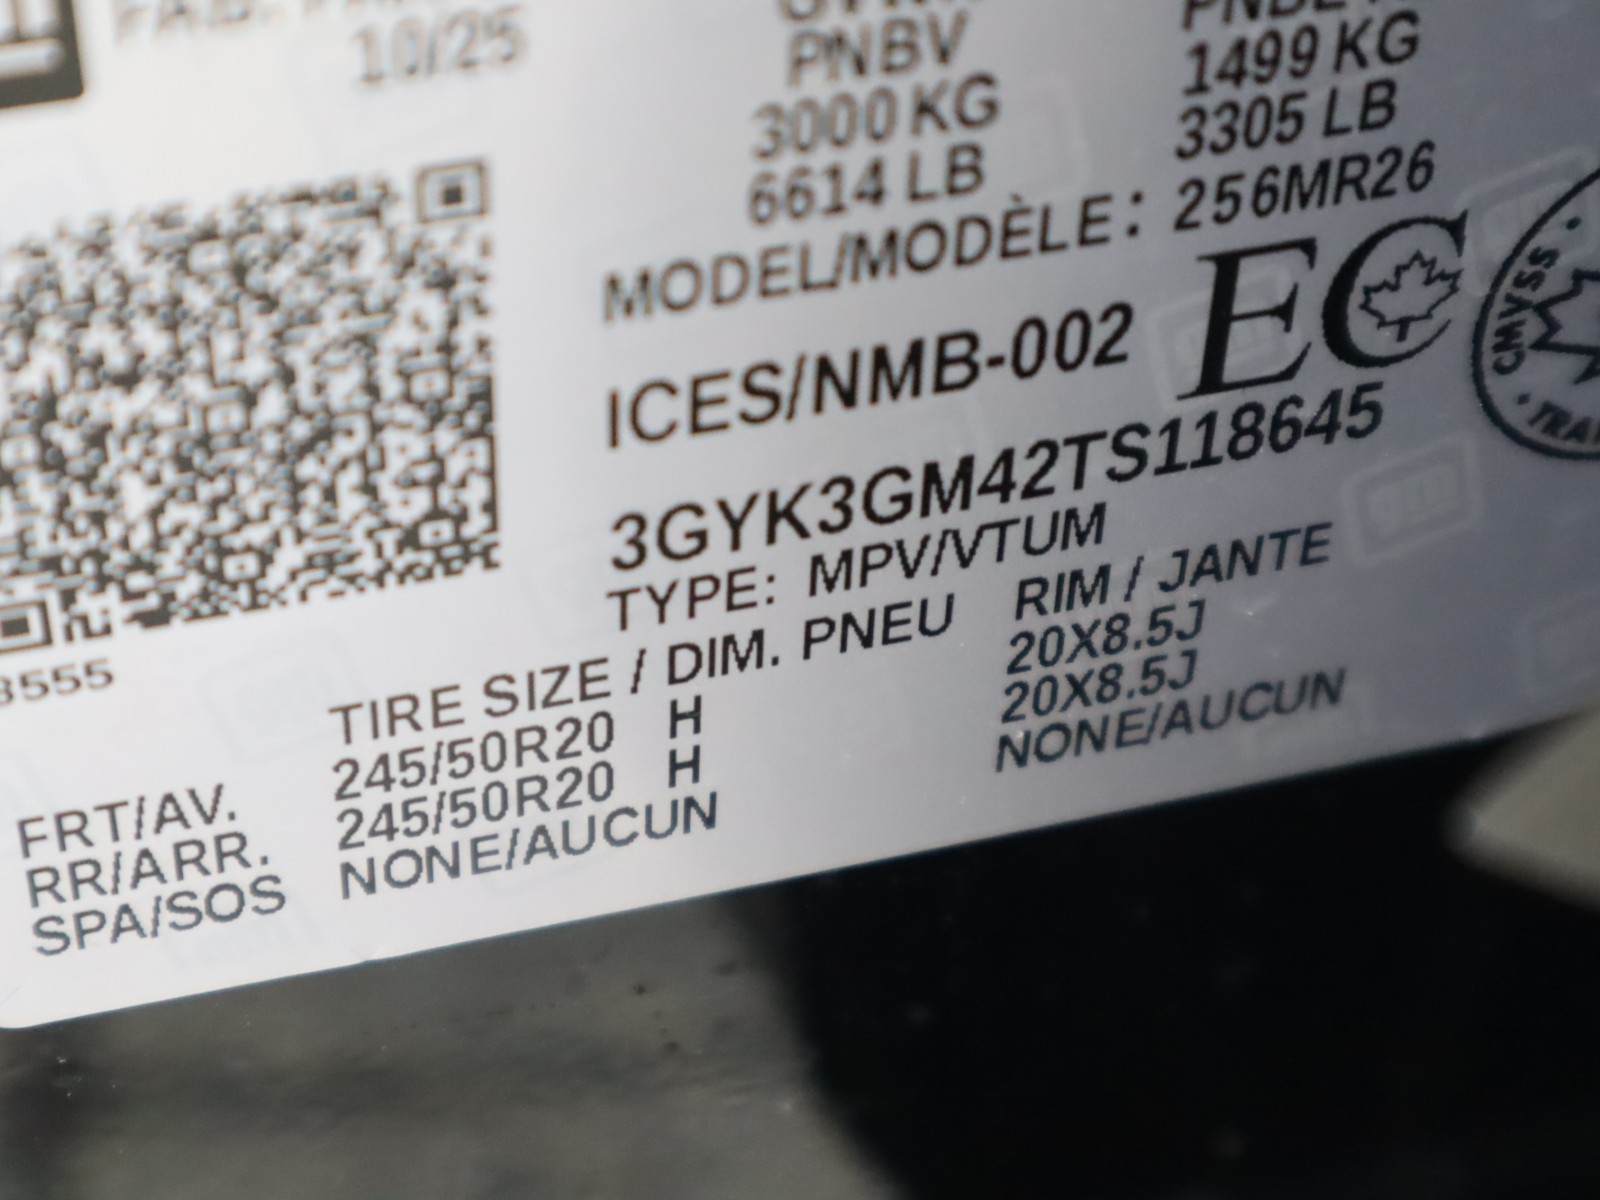 10/25
PNBV
3000 KG
6614 LB
1499 KG
3305 LB
MODEL/MODÈLE: 256MR26
ICES/NMB-002
EC
CMVSS
3GYK3GM42TS118645
TYPE: MPV/VTUM
TIRE SIZE / DIM. PNEU RIM / JANTE
FRT/AV. 245/50R20 H 20X8.5J
RR/ARR. 245/50R20 H 20X8.5J
SPA/SOS NONE/AUCUN NONE/AUCUN